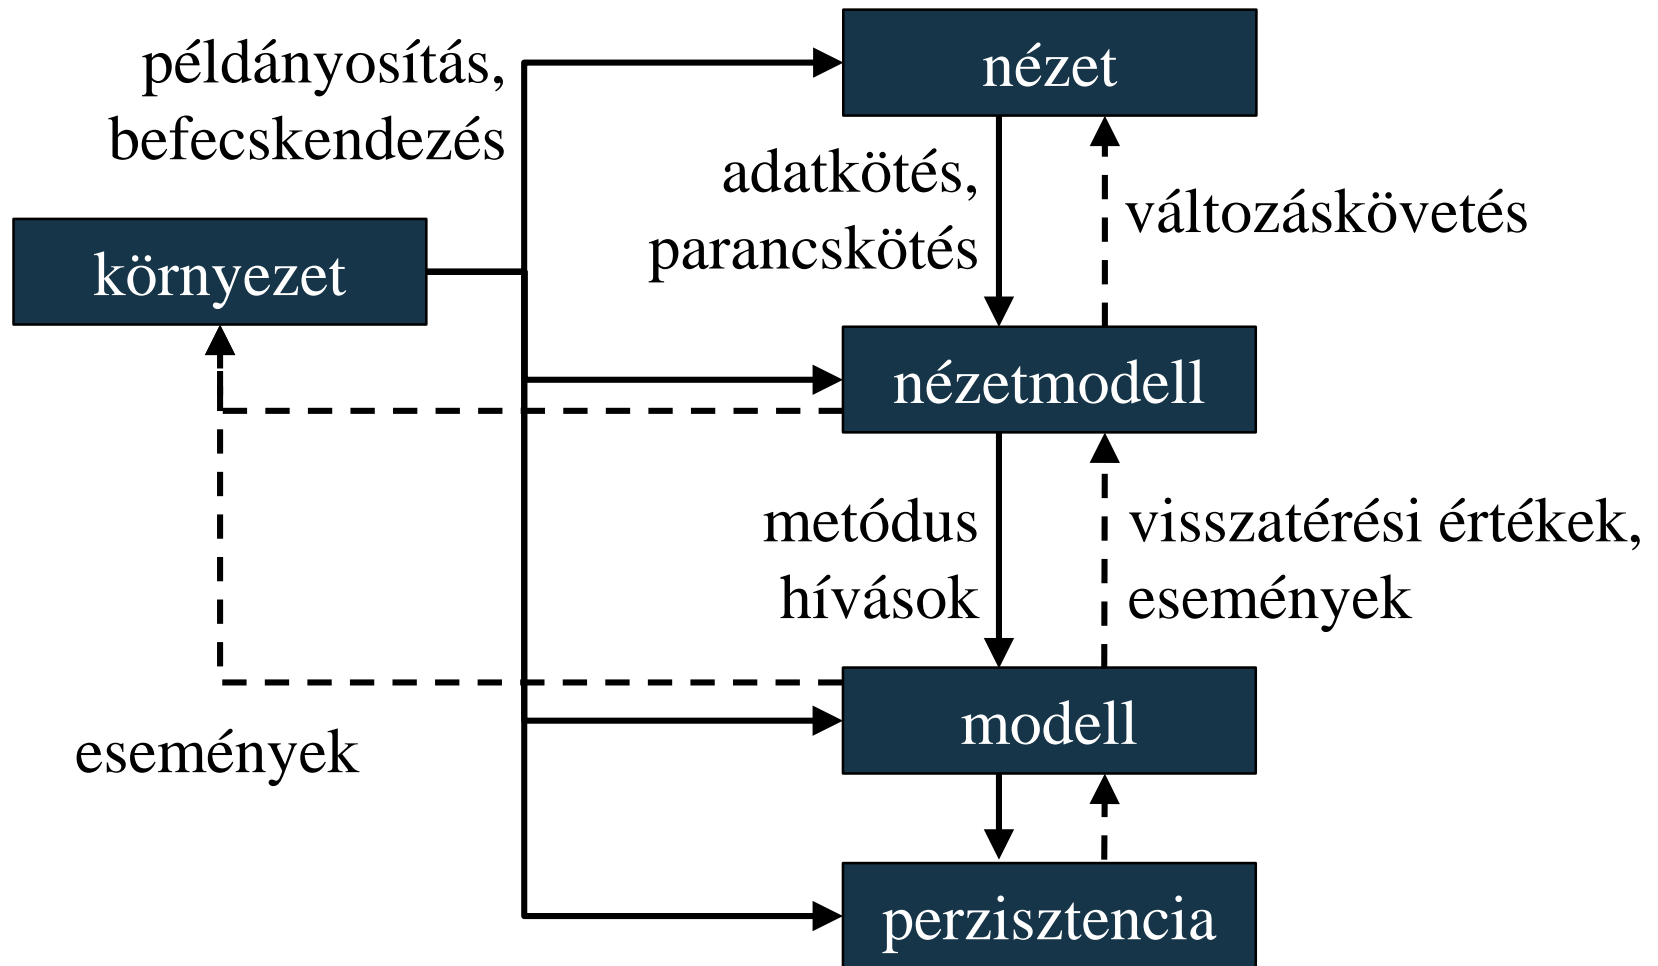 példányosítás,
befecskendezés
nézet
adatkötés,
parancskötés
változáskövetés
környezet
nézetmodell
metódus
hívások
visszatérési értékek,
események
modell
események
perzisztencia